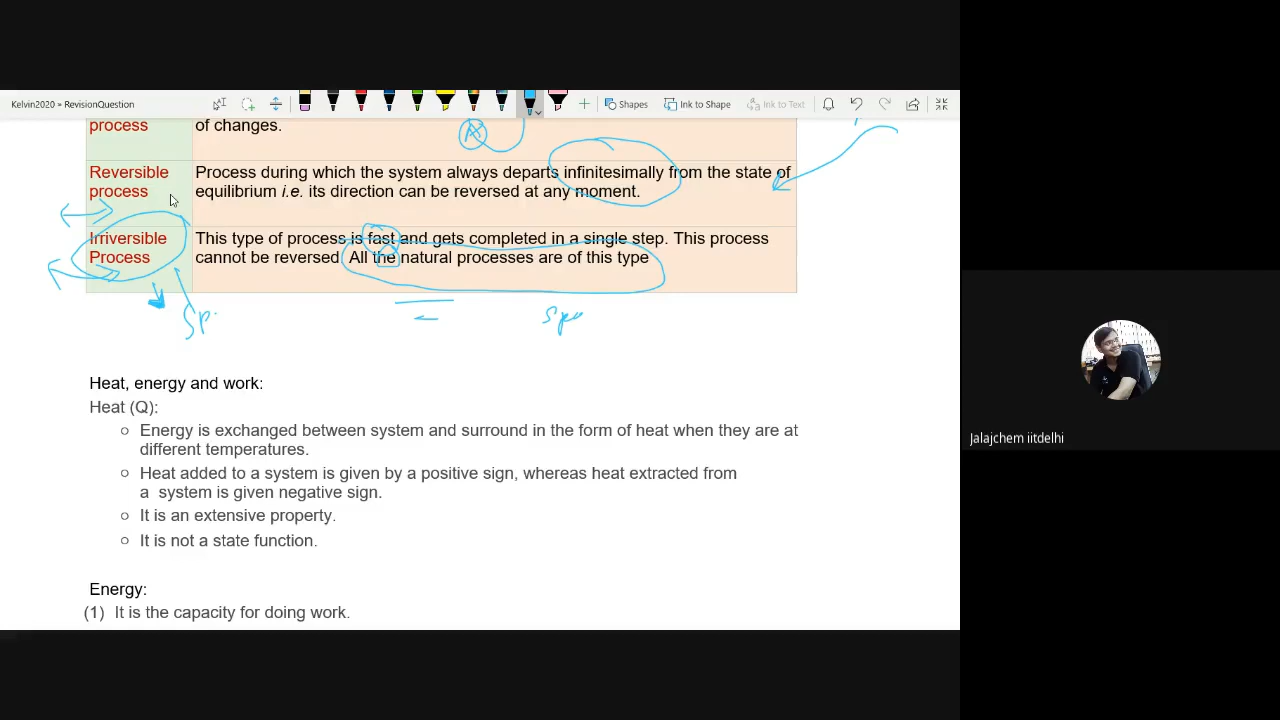 Kelvin2020 » RevisionQuestion
Shapes
Ink to Shape
Ink to Text
process
of changes.
Reversible process
Process during which the system always departs infinitesimally from the state of
equilibrium i.e. its direction can be reversed at any moment.
Irriversible
Process
This type of process is fast and gets completed in a single step. This process
cannot be reversed All the natural processes are of this type
Sp
Heat, energy and work:
Heat (Q):
Energy is exchanged between system and surround in the form of heat when they are at
different temperatures.
Heat added to a system is given by a positive sign, whereas heat extracted from
a system is given negative sign.
It is an extensive property.
It is not a state function.
Energy:
(1) It is the capacity for doing work.
Jalajchem iitdelhi